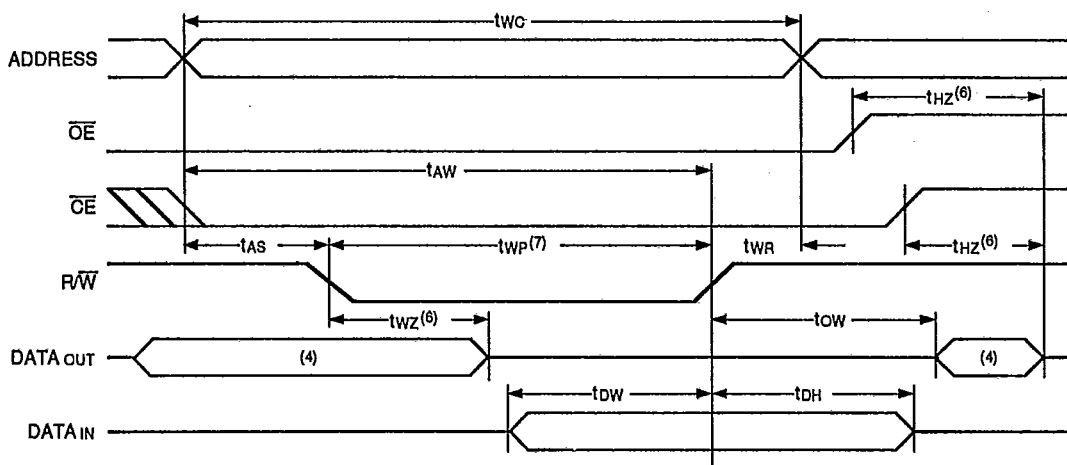 tWC
ADDRESS
tHZ(6)
OE
tAW
CE
tAS
tWP(7)
tWR
tHZ(6)
R/W
tWZ(6)
tOW
DATA OUT
(4)
(4)
tDW
tDH
DATA IN